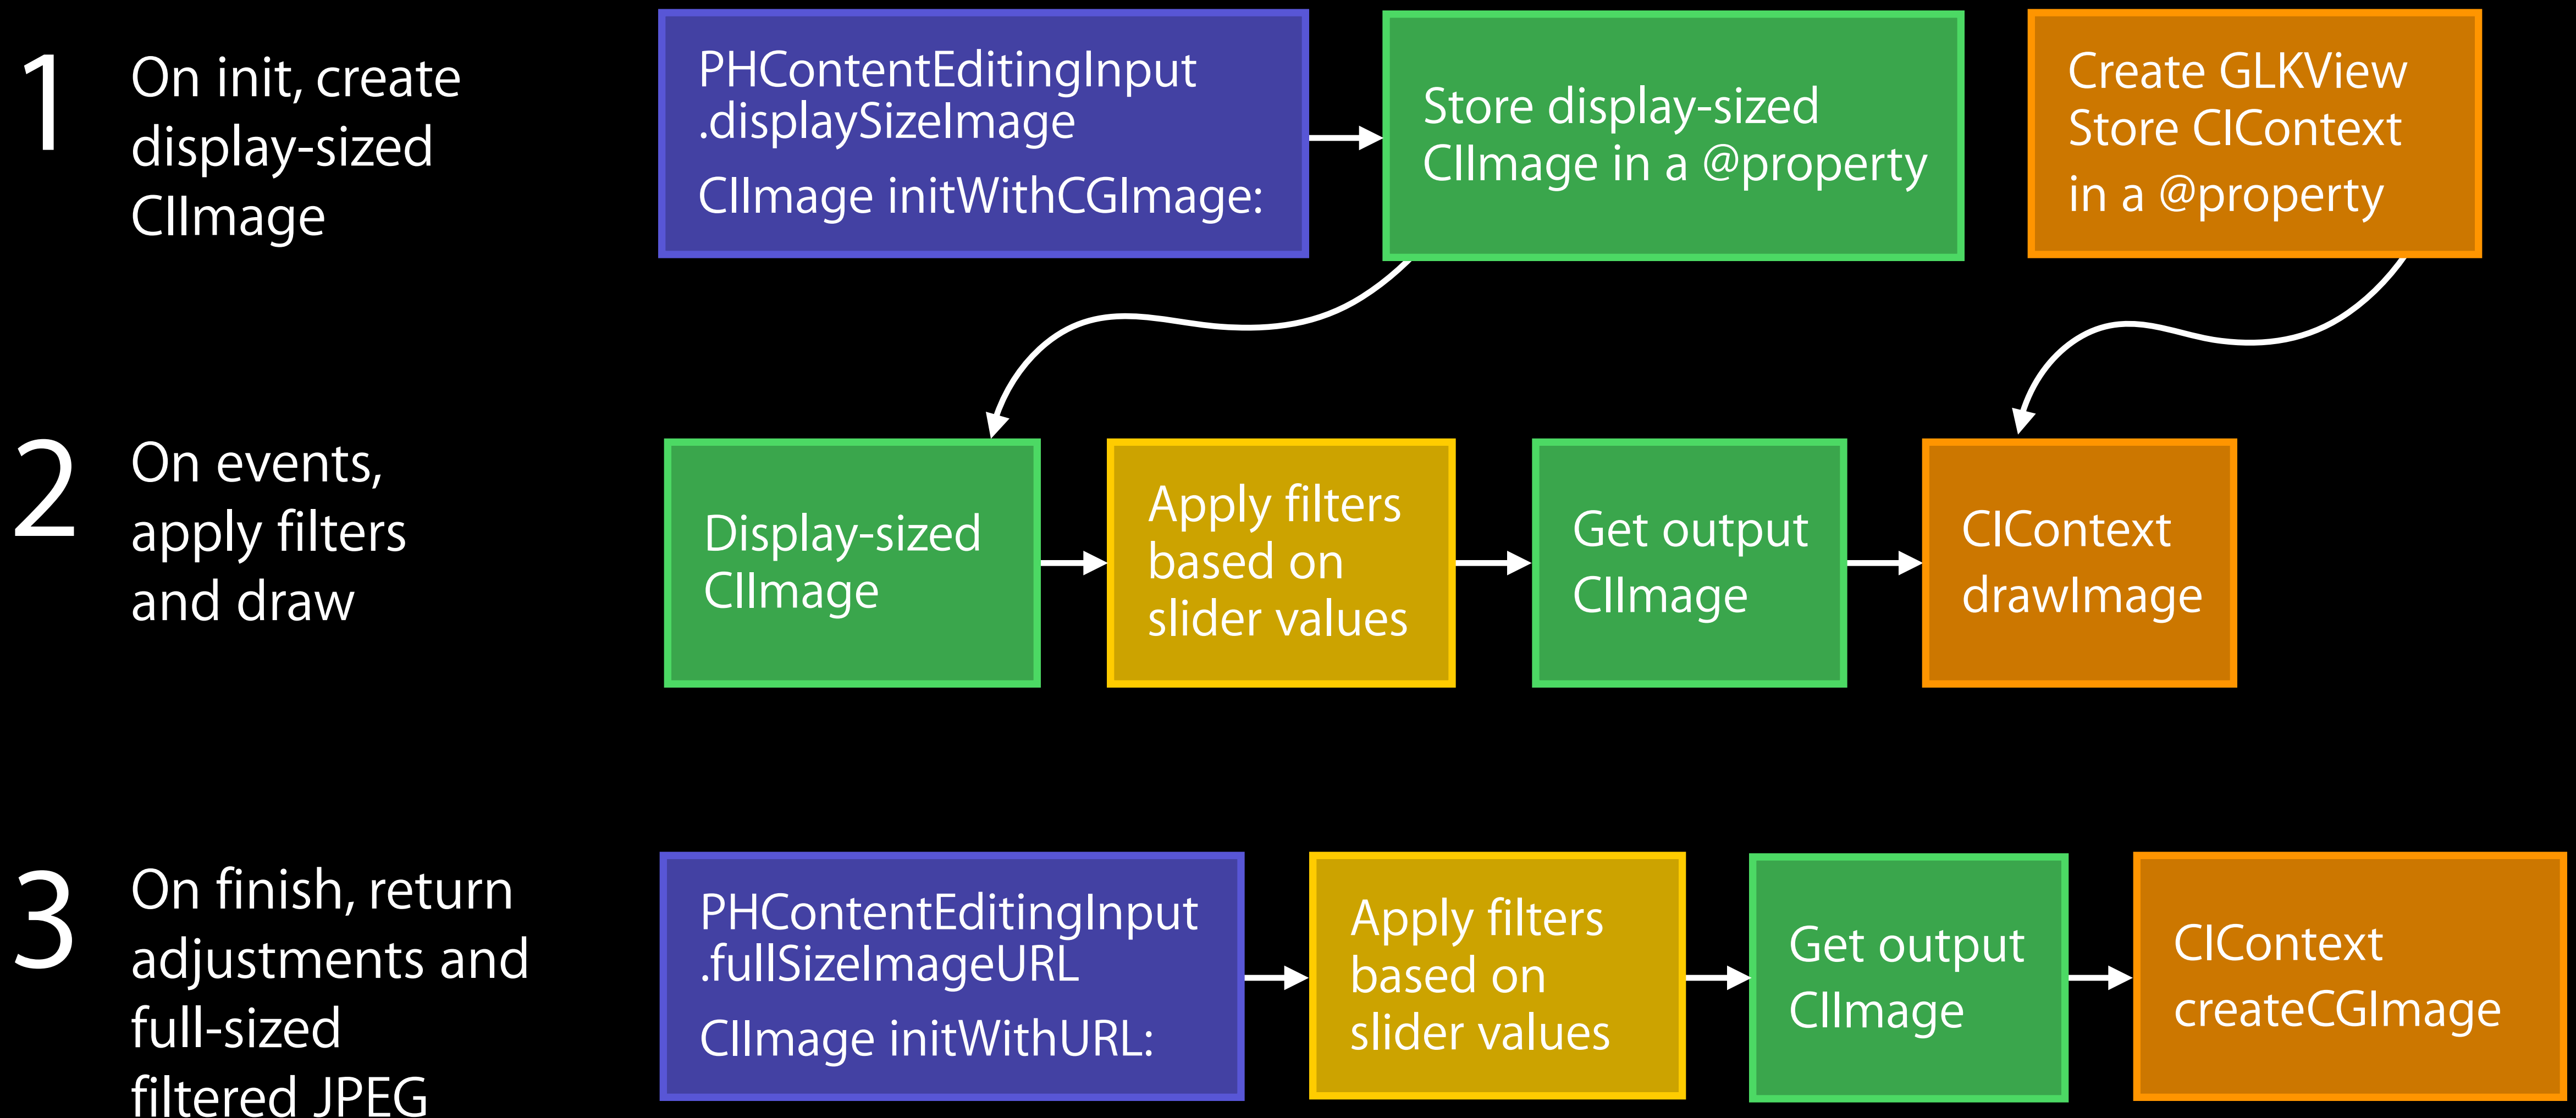 1
On init, create
display-sized
CIImage
PHContentEditingInput
.displaySizeImage
CIImage initWithCGImage:
Store display-sized
CIImage in a @property
Create GLKView
Store CIContext
in a @property
2
On events,
apply filters
and draw
Display-sized
CIImage
Apply filters
based on
slider values
Get output
CIImage
CIContext
drawImage
3
On finish, return
adjustments and
full-sized
filtered JPEG
PHContentEditingInput
.fullSizeImageURL
CIImage initWithURL:
Apply filters
based on
slider values
Get output
CIImage
CIContext
createCGImage